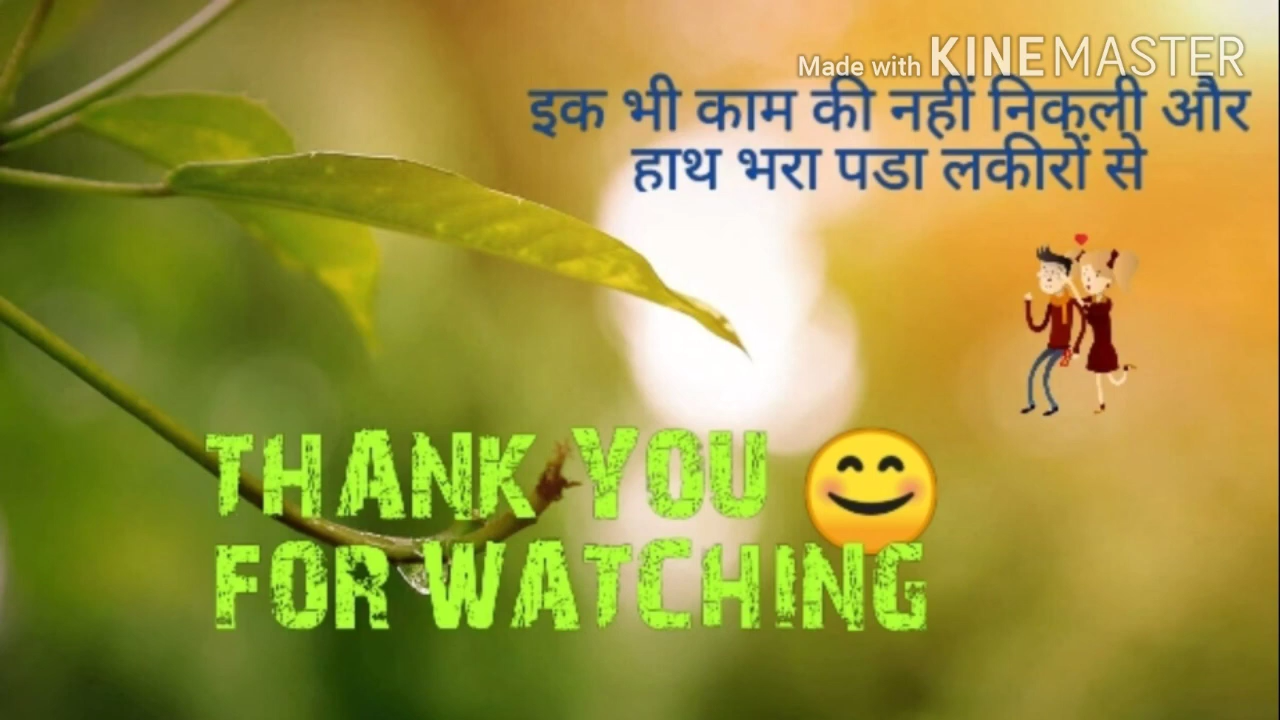 Made with KINEMASTER
इक भी काम की नहीं निकली और
हाथ भरा पडा लकीरों से
THANK YOU 😊
FOR WATCHING